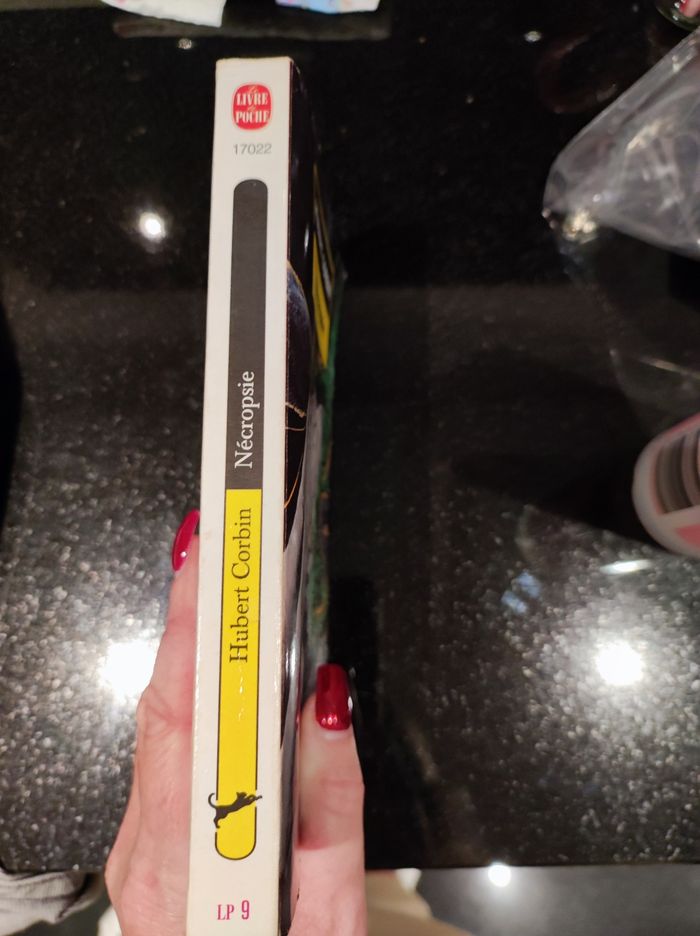 Le
LIVRE
de
POCHE
17022
Nécropsie
Hubert Corbin
LP 9